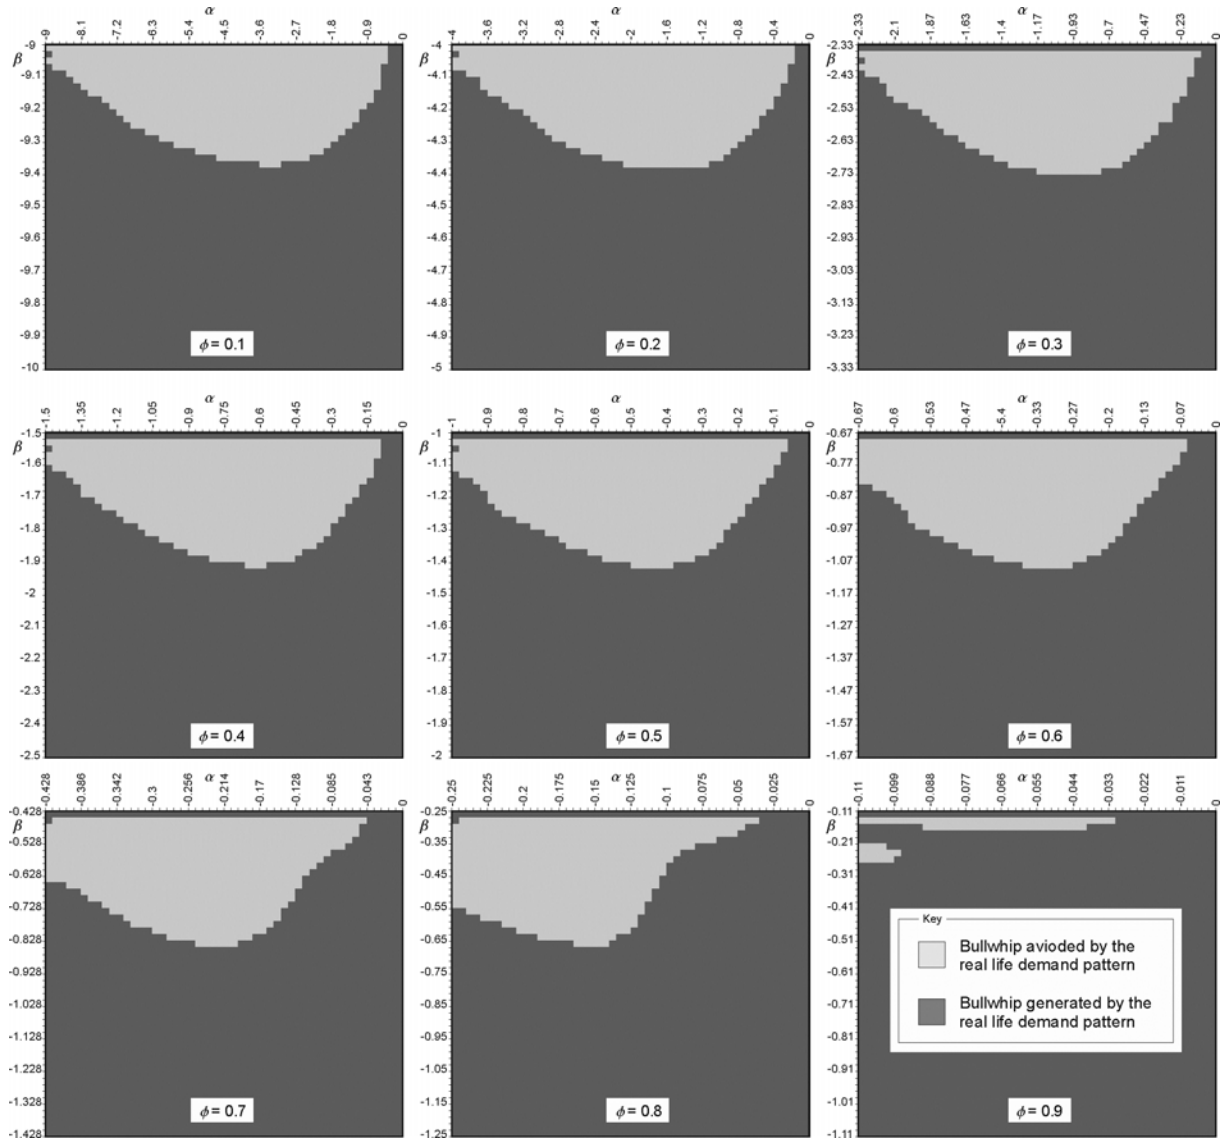 α α α
-9 -8.1 -7.2 -6.3 -5.4 -4.5 -3.6 -2.7 -1.8 -0.9 0
-4 -3.6 -3.2 -2.8 -2.4 -2 -1.6 -1.2 -0.8 -0.4 0
-2.33 -2.1 -1.87 -1.63 -1.4 -1.17 -0.93 -0.7 -0.47 -0.23 0
β
-9
-9.1
-9.2
-9.3
-9.4
-9.5
-9.6
-9.7
-9.8
-9.9
-10
ϕ = 0.1
β
-4
-4.1
-4.2
-4.3
-4.4
-4.5
-4.6
-4.7
-4.8
-4.9
-5
ϕ = 0.2
β
-2.33
-2.43
-2.53
-2.63
-2.73
-2.83
-2.93
-3.03
-3.13
-3.23
-3.33
ϕ = 0.3
α α α
-1.5 -1.35 -1.2 -1.05 -0.9 -0.75 -0.6 -0.45 -0.3 -0.15 0
-1 -0.9 -0.8 -0.7 -0.6 -0.5 -0.4 -0.3 -0.2 -0.1 0
-0.67 -0.6 -0.53 -0.47 -5.4 -0.33 -0.27 -0.2 -0.13 -0.07 0
β
-1.5
-1.6
-1.7
-1.8
-1.9
-2
-2.1
-2.2
-2.3
-2.4
-2.5
ϕ = 0.4
β
-1
-1.1
-1.2
-1.3
-1.4
-1.5
-1.6
-1.7
-1.8
-1.9
-2
ϕ = 0.5
β
-0.67
-0.77
-0.87
-0.97
-1.07
-1.17
-1.27
-1.37
-1.47
-1.57
-1.67
ϕ = 0.6
α α α
-0.428 -0.386 -0.342 -0.3 -0.256 -0.214 -0.17 -0.128 -0.085 -0.043 0
-0.25 -0.225 -0.2 -0.175 -0.15 -0.125 -0.1 -0.075 -0.05 -0.025 0
-0.11 -0.099 -0.088 -0.077 -0.066 -0.055 -0.044 -0.033 -0.022 -0.011 0
β
-0.428
-0.528
-0.628
-0.728
-0.828
-0.928
-1.028
-1.128
-1.228
-1.328
-1.428
ϕ = 0.7
β
-0.25
-0.35
-0.45
-0.55
-0.65
-0.75
-0.85
-0.95
-1.05
-1.15
-1.25
ϕ = 0.8
β
-0.11
-0.21
-0.31
-0.41
-0.51
-0.61
-0.71
-0.81
-0.91
-1.01
-1.11
Key
Bullwhip avioded by the
real life demand pattern
Bullwhip generated by the
real life demand pattern
ϕ = 0.9